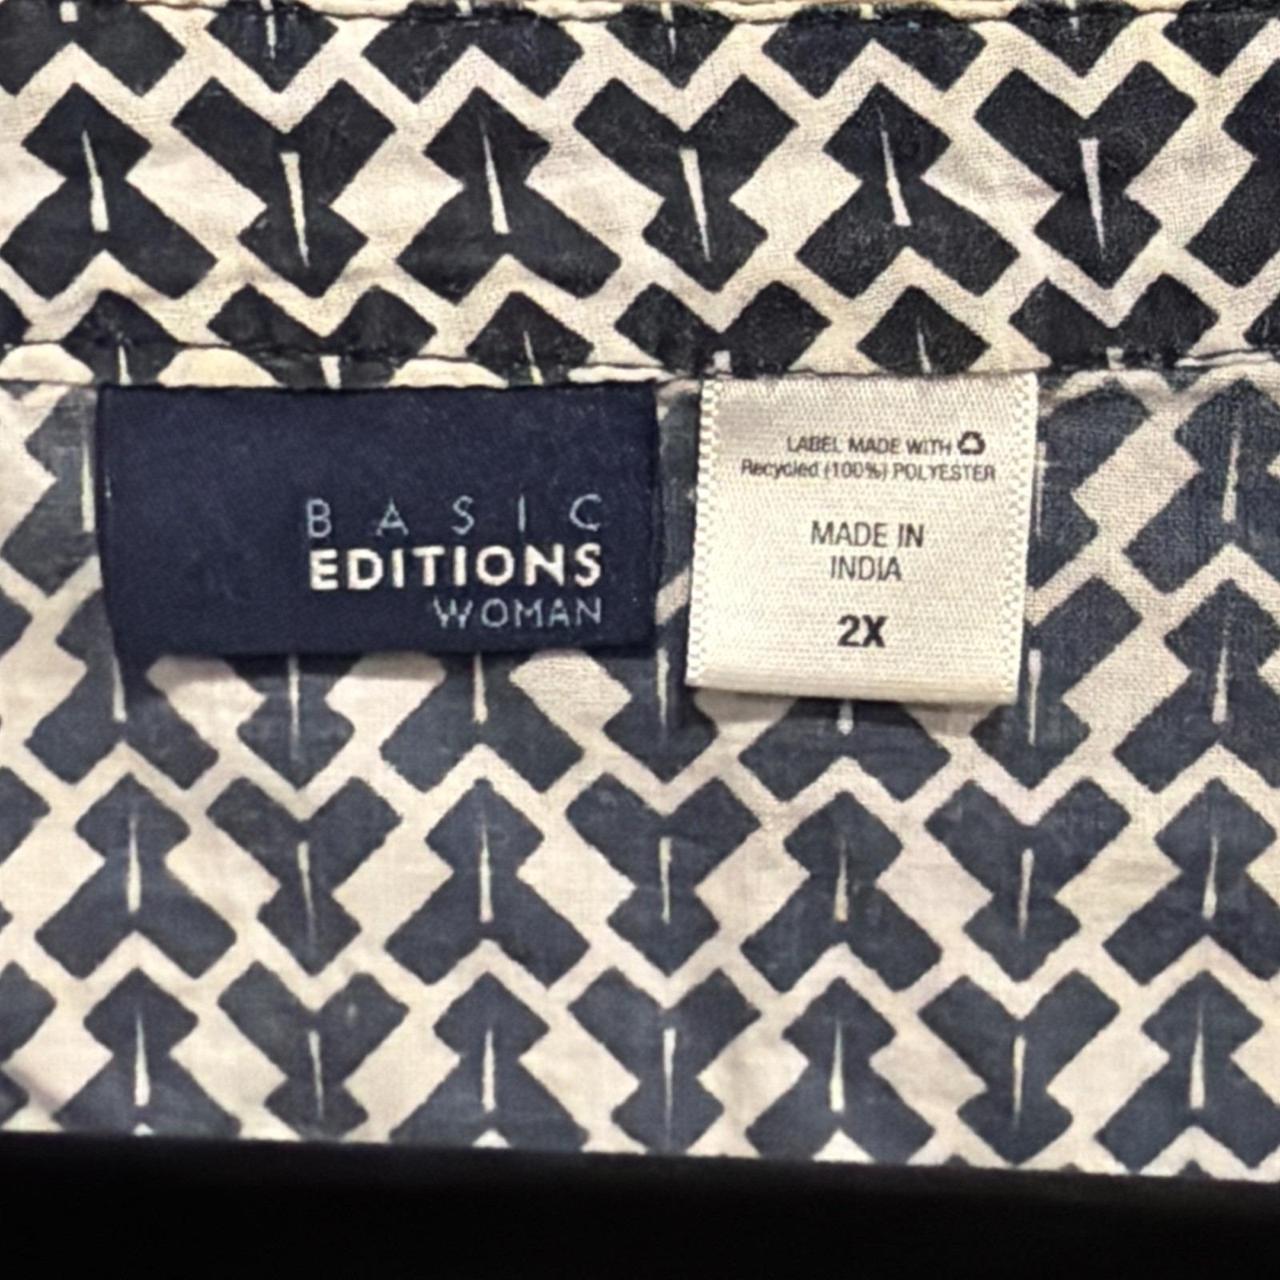 BASIC
EDITIONS
WOMAN
LABEL MADE WITH
Recycled (100%) POLYESTER
MADE IN
INDIA
2X